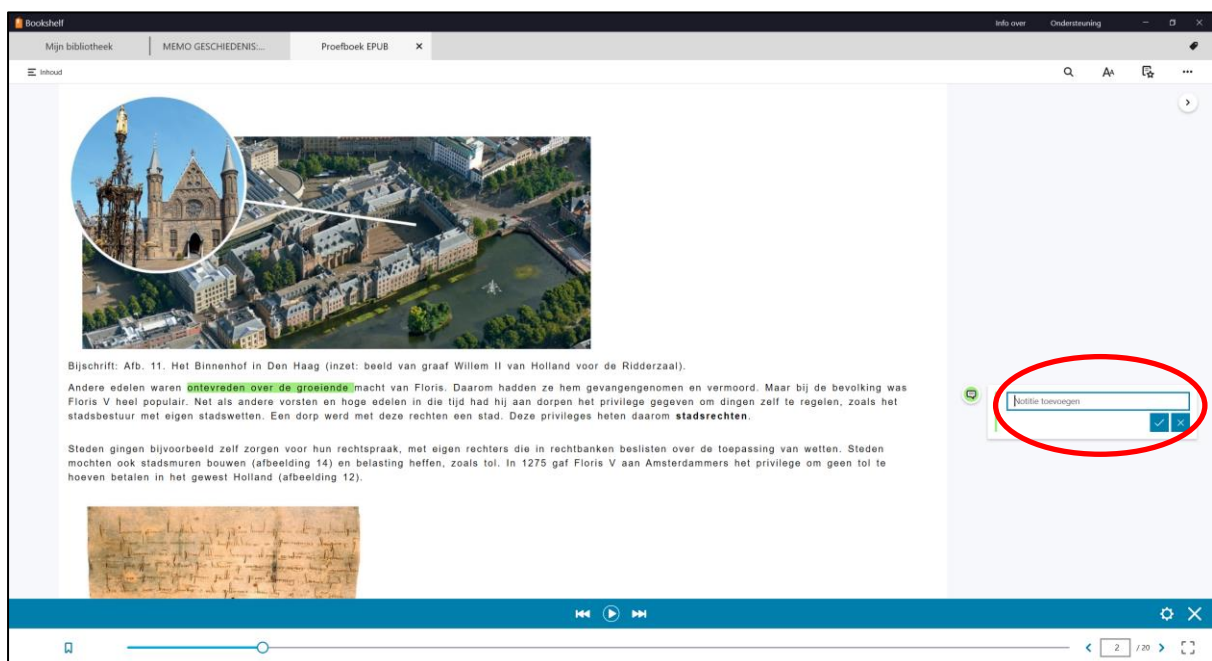 Bookshelf
Info over Ondersteuning
Mijn bibliotheek MEMO GESCHIEDENIS:... Proefboek EPUB
Inhoud
Bijschrift: Afb. 11. Het Binnenhof in Den Haag (inzet: beeld van graaf Willem II van Holland voor de Ridderzaal).
Andere edelen waren ontevreden over de groeiende macht van Floris. Daarom hadden ze hem gevangengenomen en vermoord. Maar bij de bevolking was
Floris V heel populair. Net als andere vorsten en hoge edelen in die tijd had hij aan dorpen het privilege gegeven om dingen zelf te regelen, zoals het
stadsbestuur met eigen stadswetten. Een dorp werd met deze rechten een stad. Deze privileges heten daarom stadsrechten.
Notitie toevoegen
Steden gingen bijvoorbeeld zelf zorgen voor hun rechtspraak, met eigen rechters die in rechtbanken beslisten over de toepassing van wetten. Steden
mochten ook stadsmuren bouwen (afbeelding 14) en belasting heffen, zoals tol. In 1275 gaf Floris V aan Amsterdammers het privilege om geen tol te
hoeven betalen in het gewest Holland (afbeelding 12).
2 / 20